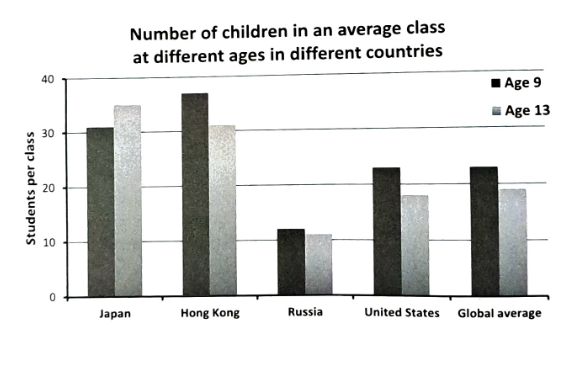 Number of children in an average class
at different ages in different countries
40
30
20
10
0
Students per class
Age 9
Age 13
Japan
Hong Kong
Russia
United States
Global average